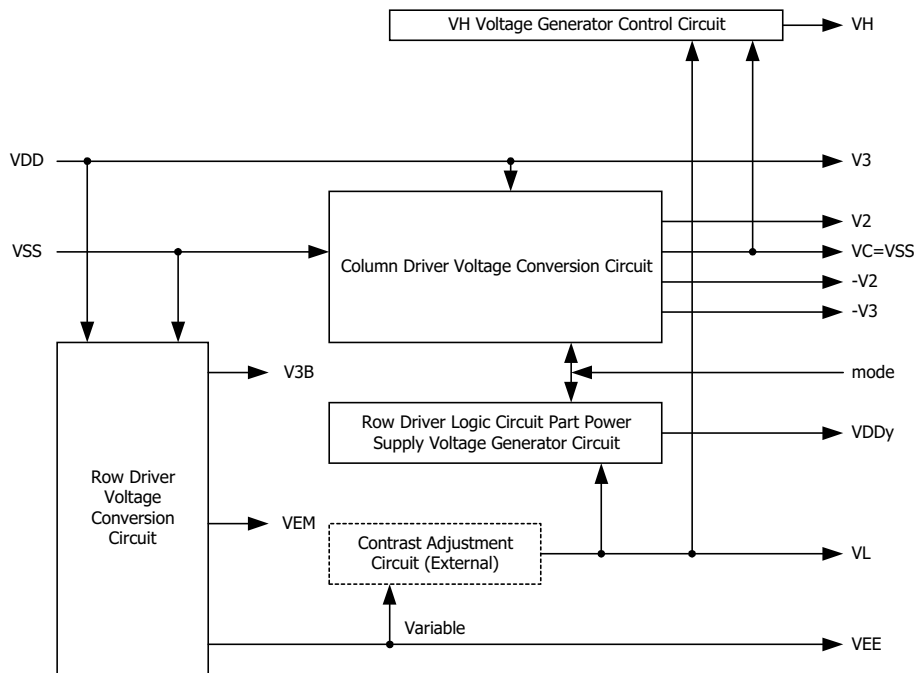 VH Voltage Generator Control Circuit
VH
VDD
V3
V2
VSS
Column Driver Voltage Conversion Circuit
VC=VSS
-V2
-V3
V3B
mode
Row Driver Logic Circuit Part Power
Supply Voltage Generator Circuit
VDDy
Row Driver
Voltage
Conversion
Circuit
VEM
Contrast Adjustment
Circuit (External)
VL
Variable
VEE